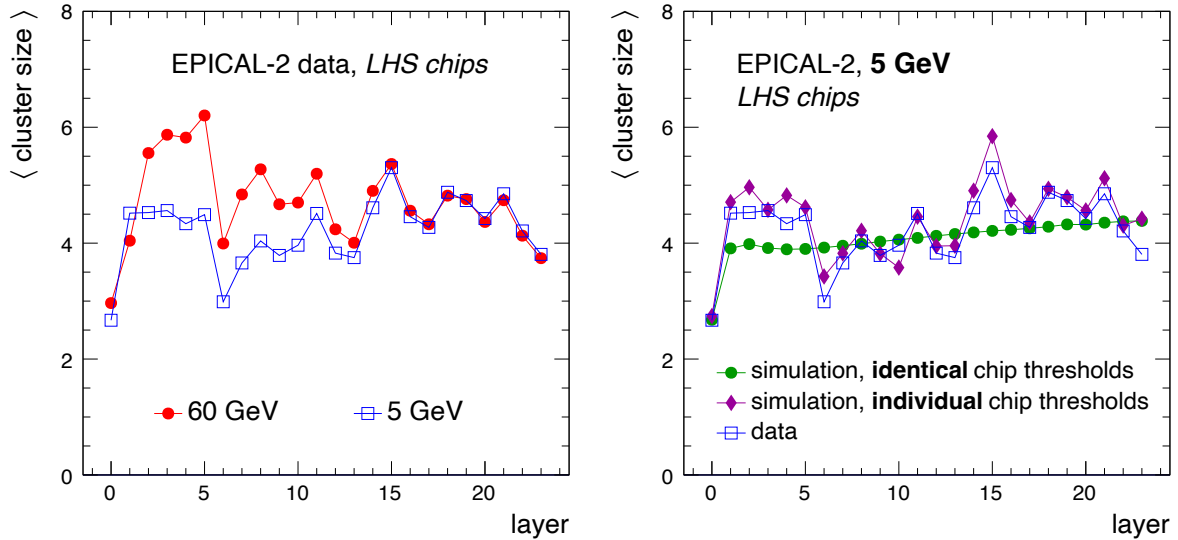 EPICAL-2 data, LHS chips
⟨ cluster size ⟩
8
6
4
2
0
60 GeV
5 GeV
0
5
10
15
20
layer
EPICAL-2, 5 GeV
LHS chips
⟨ cluster size ⟩
8
6
4
2
0
simulation, identical chip thresholds
simulation, individual chip thresholds
data
0
5
10
15
20
layer